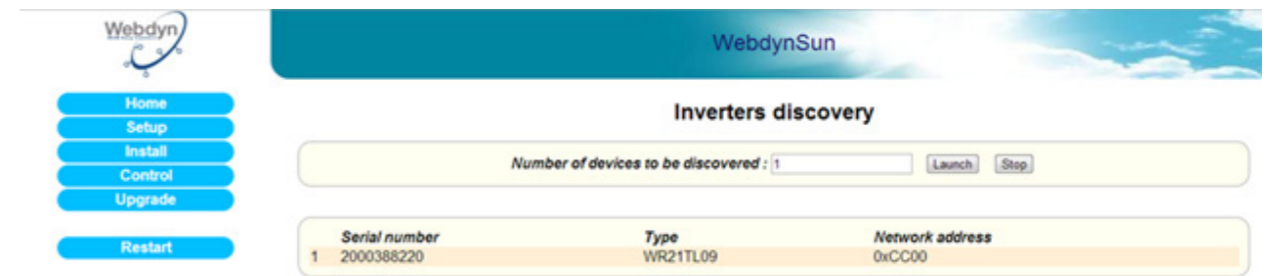 Webdyn
WebdynSun
Home
Setup
Install
Control
Upgrade
Restart
Inverters discovery
Number of devices to be discovered : 1 Launch Stop
Serial number Type Network address
1 2000388220 WR21TL09 0xCC00